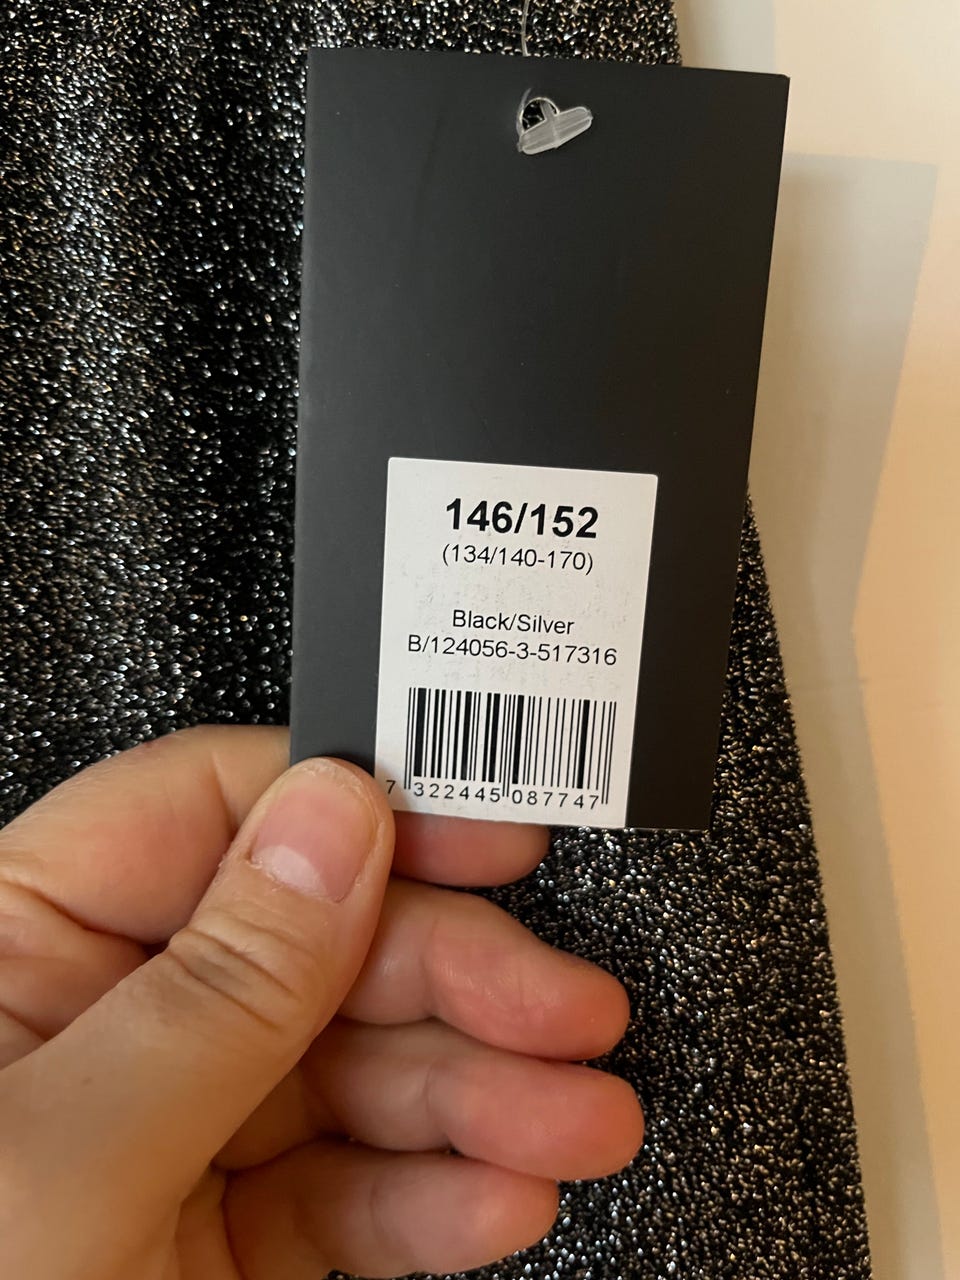 146/152
(134/140-170)
Black/Silver
B/124056-3-517316
7 322445 087747